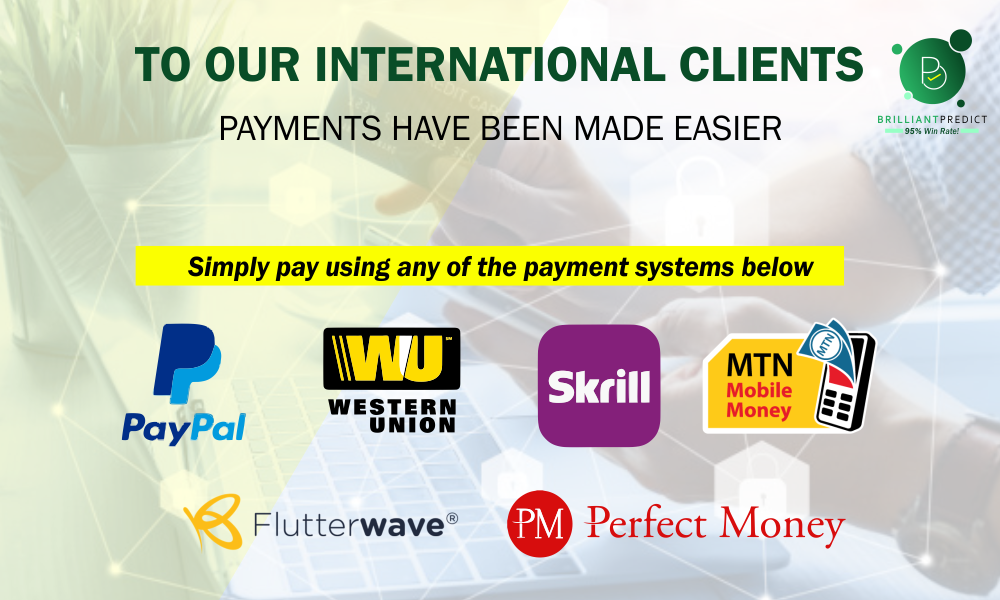 TO OUR INTERNATIONAL CLIENTS
PAYMENTS HAVE BEEN MADE EASIER
BRILLIANTPREDICT
95% Win Rate!
Simply pay using any of the payment systems below
PayPal
WU
WESTERN
UNION
Skrill
MTN
Mobile
Money
MTN
Flutterwave®
PM Perfect Money